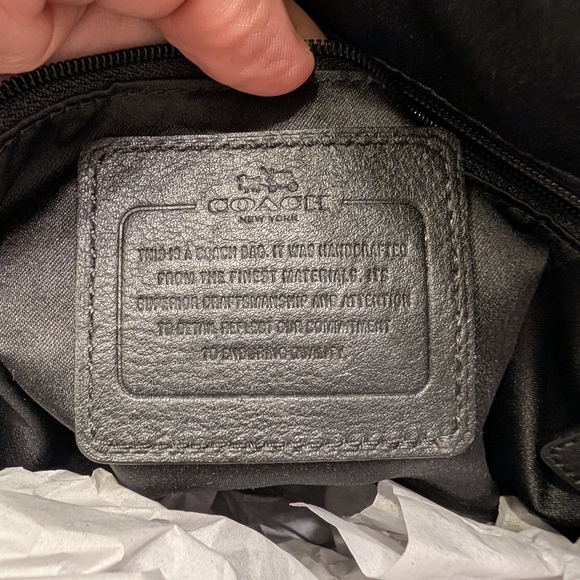 COACH
NEW YORK
THIS IS A COACH BAG. IT WAS HANDCRAFTED
FROM THE FINEST MATERIALS. ITS
SUPERIOR CRAFTSMANSHIP AND ATTENTION
TO DETAIL REFLECT OUR COMMITMENT
TO ENDURING QUALITY.